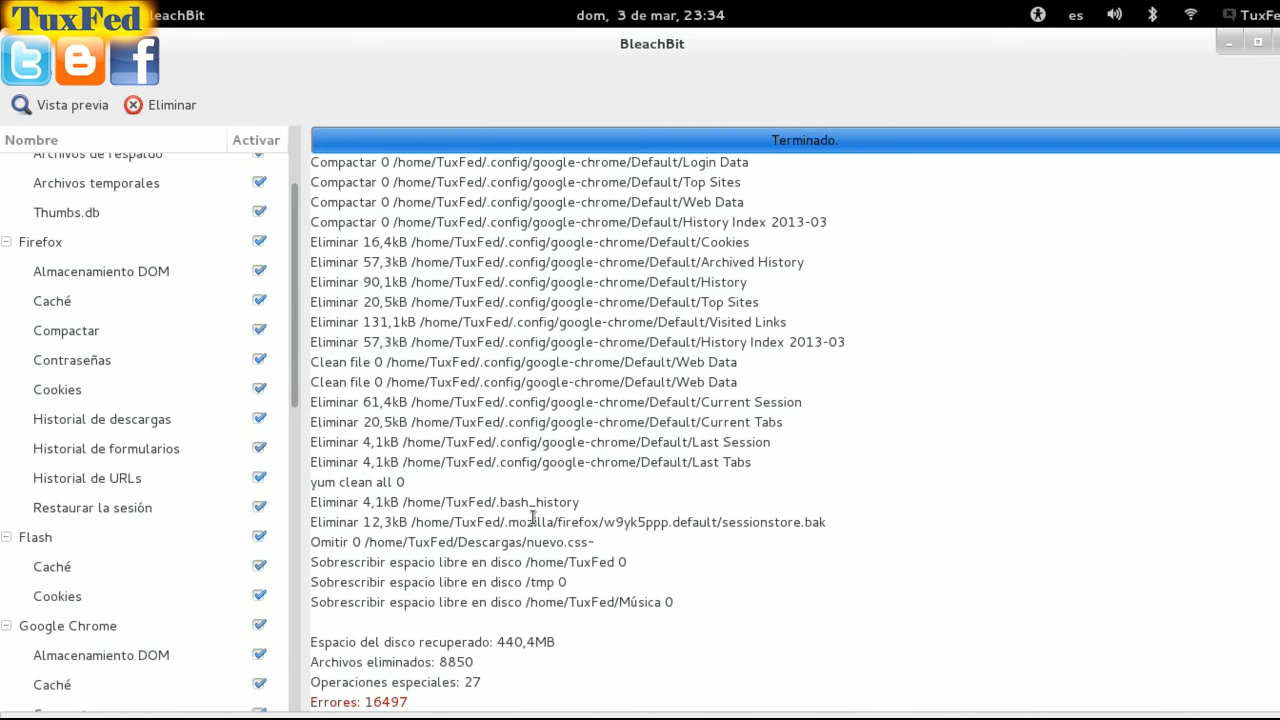 TuxFed
BleachBit
dom, 3 de mar, 23:34
es
TuxFe
BleachBit
Vista previa
Eliminar
Nombre
Activar
Archivos de respaldo
Archivos temporales
Thumbs.db
Firefox
Almacenamiento DOM
Caché
Compactar
Contraseñas
Cookies
Historial de descargas
Historial de formularios
Historial de URLs
Restaurar la sesión
Flash
Caché
Cookies
Google Chrome
Almacenamiento DOM
Caché
Terminado.
Compactar 0 /home/TuxFed/.config/google-chrome/Default/Login Data
Compactar 0 /home/TuxFed/.config/google-chrome/Default/Top Sites
Compactar 0 /home/TuxFed/.config/google-chrome/Default/Web Data
Compactar 0 /home/TuxFed/.config/google-chrome/Default/History Index 2013-03
Eliminar 16,4kB /home/TuxFed/.config/google-chrome/Default/Cookies
Eliminar 57,3kB /home/TuxFed/.config/google-chrome/Default/Archived History
Eliminar 90,1kB /home/TuxFed/.config/google-chrome/Default/History
Eliminar 20,5kB /home/TuxFed/.config/google-chrome/Default/Top Sites
Eliminar 131,1kB /home/TuxFed/.config/google-chrome/Default/Visited Links
Eliminar 57,3kB /home/TuxFed/.config/google-chrome/Default/History Index 2013-03
Clean file 0 /home/TuxFed/.config/google-chrome/Default/Web Data
Clean file 0 /home/TuxFed/.config/google-chrome/Default/Web Data
Eliminar 61,4kB /home/TuxFed/.config/google-chrome/Default/Current Session
Eliminar 20,5kB /home/TuxFed/.config/google-chrome/Default/Current Tabs
Eliminar 4,1kB /home/TuxFed/.config/google-chrome/Default/Last Session
Eliminar 4,1kB /home/TuxFed/.config/google-chrome/Default/Last Tabs
yum clean all 0
Eliminar 4,1kB /home/TuxFed/.bash_history
Eliminar 12,3kB /home/TuxFed/.mozilla/firefox/w9yk5ppp.default/sessionstore.bak
Omitir 0 /home/TuxFed/Descargas/nuevo.css~
Sobrescribir espacio libre en disco /home/TuxFed 0
Sobrescribir espacio libre en disco /tmp 0
Sobrescribir espacio libre en disco /home/TuxFed/Música 0
Espacio del disco recuperado: 440,4MB
Archivos eliminados: 8850
Operaciones especiales: 27
Errores: 16497